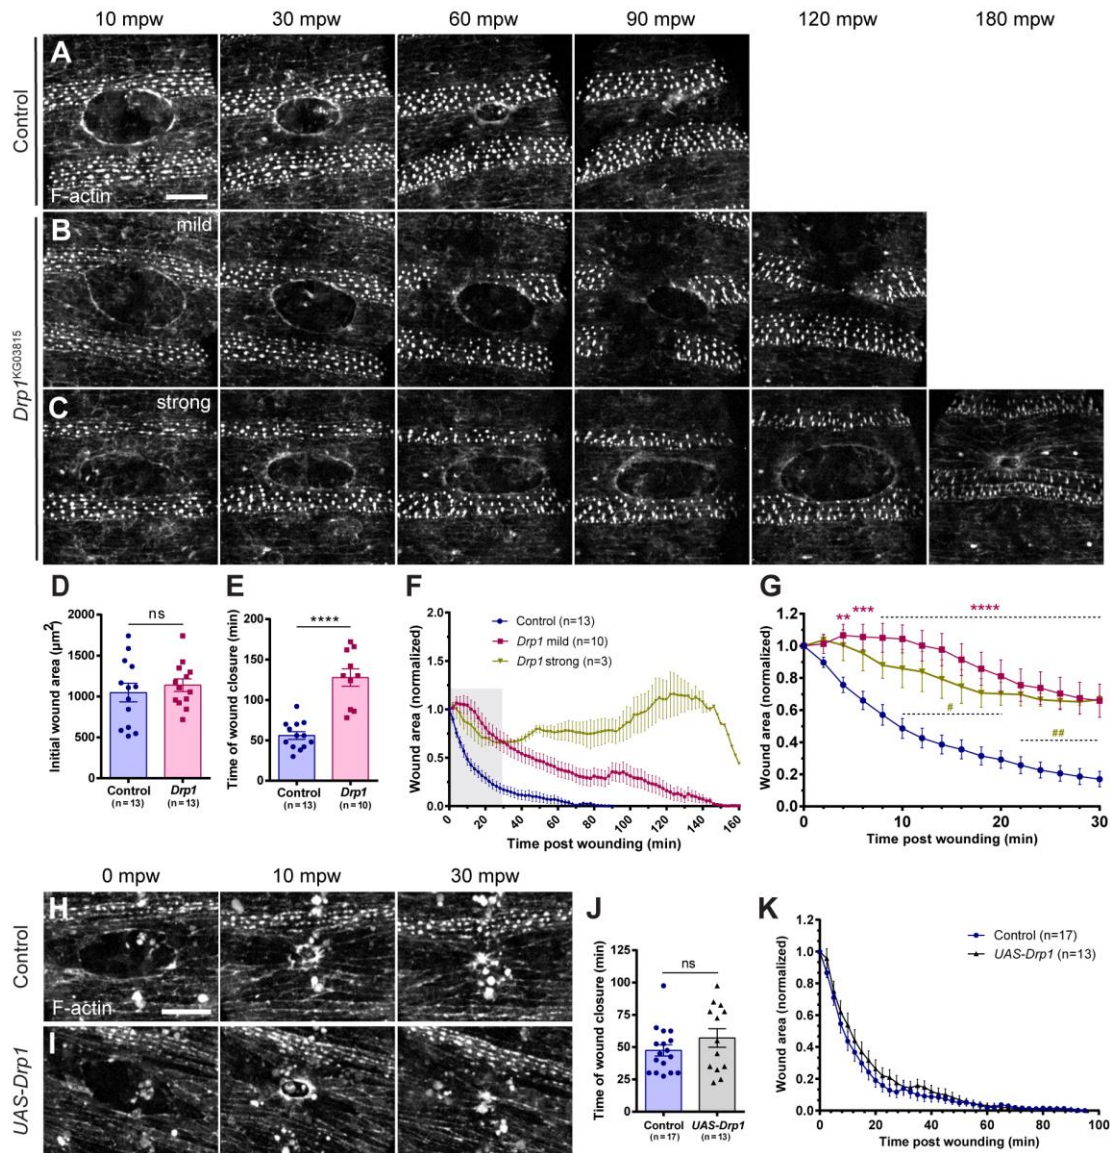 10 mpw 30 mpw 60 mpw 90 mpw 120 mpw 180 mpw
Control
A
F-actin
Drp1KG03815
B
mild
C
strong
D
Initial wound area (µm2)
2000
1500
1000
500
0
ns
Control
(n=13)
Drp1
(n=13)
E
Time of wound closure (min)
200
150
100
50
0
****
Control
(n=13)
Drp1
(n=10)
F
Wound area (normalized)
2.0
1.5
1.0
0.5
0.0
Control (n=13)
Drp1 mild (n=10)
Drp1 strong (n=3)
0 20 40 60 80 100 120 140 160
Time post wounding (min)
G
Wound area (normalized)
1.2
1.0
0.8
0.6
0.4
0.2
0.0
** *** ****
#
##
0 10 20 30
Time post wounding (min)
0 mpw 10 mpw 30 mpw
Control
H
F-actin
UAS-Drp1
I
J
Time of wound closure (min)
125
100
75
50
25
0
ns
Control
(n=17)
UAS-Drp1
(n=13)
K
Wound area (normalized)
1.2
1.0
0.8
0.6
0.4
0.2
0.0
Control (n=17)
UAS-Drp1 (n=13)
0 20 40 60 80 100
Time post wounding (min)